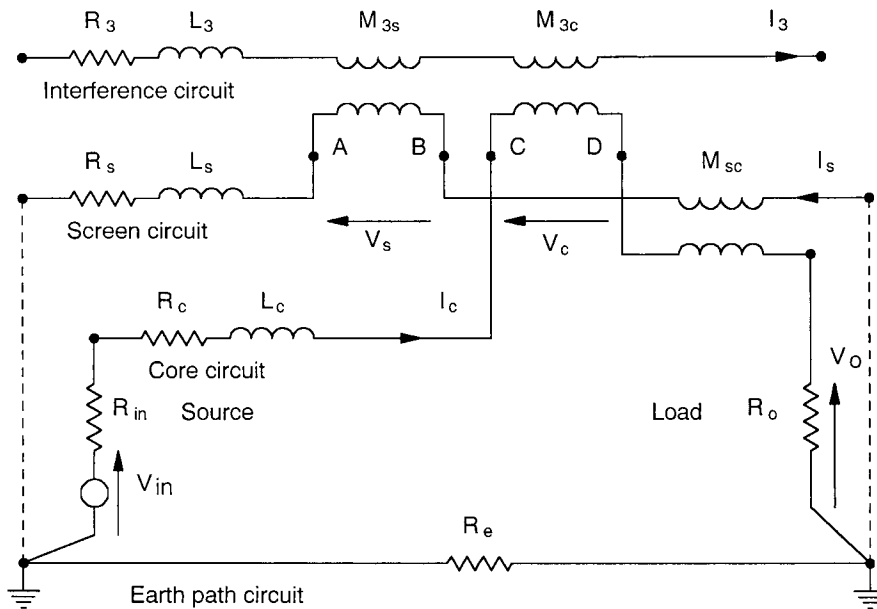 R3 L3 M3s M3c I3
Interference circuit
A B C D
Rs Ls Msc Is
Screen circuit
Vs Vc
Rc Lc Ic
Core circuit
Vo
Rin Source Load Ro
Vin
Re
Earth path circuit